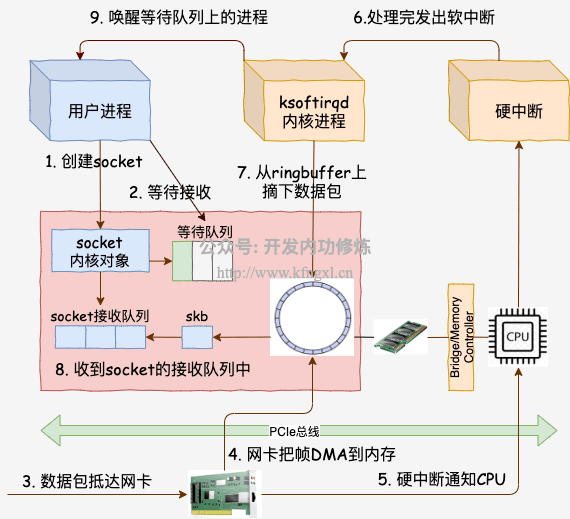 9. 唤醒等待队列上的进程
6.处理完发出软中断
用户进程
ksoftirqd
内核进程
硬中断
1. 创建socket
2. 等待接收
7. 从ringbuffer上
摘下数据包
等待队列
socket
内核对象
公众号: 开发内功修炼
http://www.kfngxl.cn
socket接收队列
skb
8. 收到socket的接收队列中
Bridge/Memory
Controller
CPU
PCIe总线
4. 网卡把帧DMA到内存
3. 数据包抵达网卡
5. 硬中断通知CPU